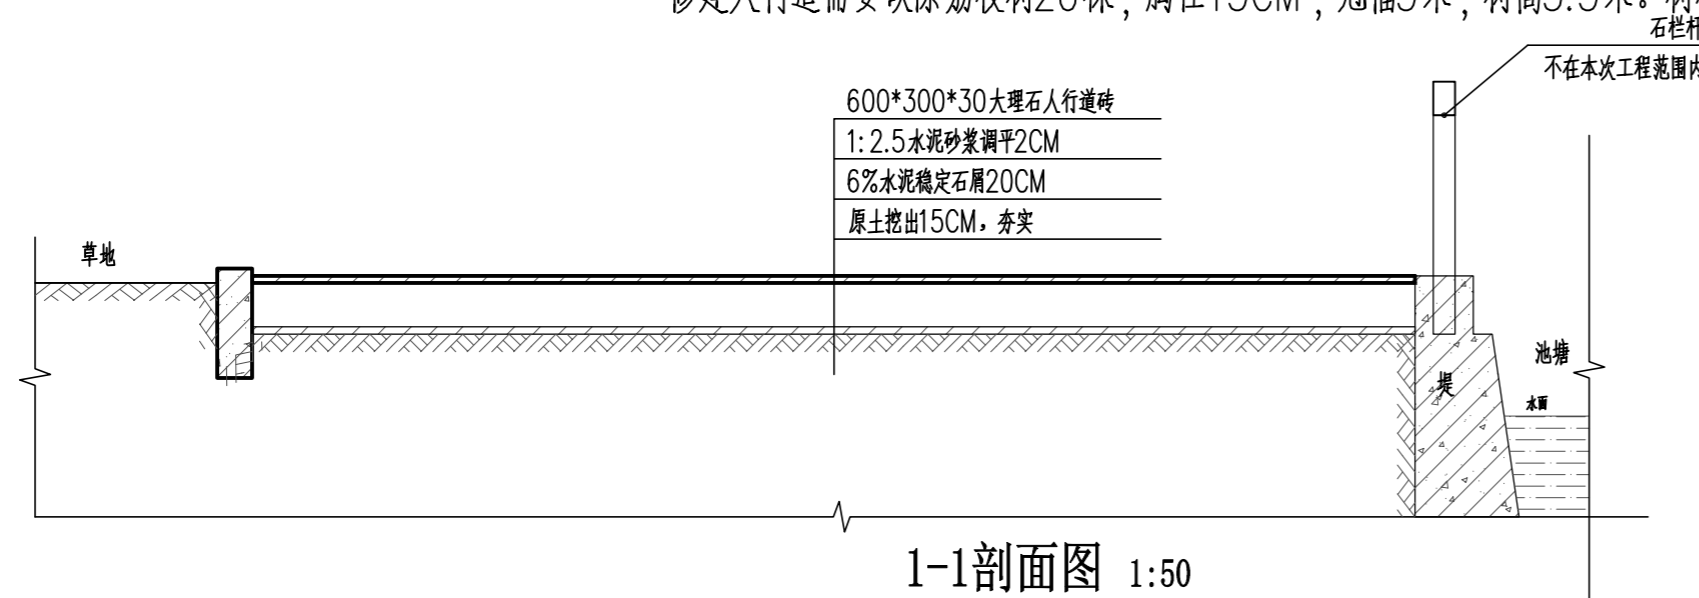 石栏杆
不在本次工程范围内
600*300*30大理石人行道砖
1:2.5水泥砂浆调平2CM
6%水泥稳定石屑20CM
原土挖出15CM，夯实
草地
池塘
堤
水面
1-1剖面图 1:50